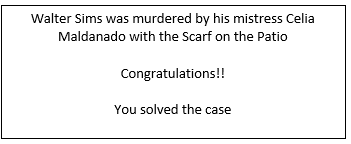 Walter Sims was murdered by his mistress Celia
Maldanado with the Scarf on the Patio
Congratulations!!
You solved the case